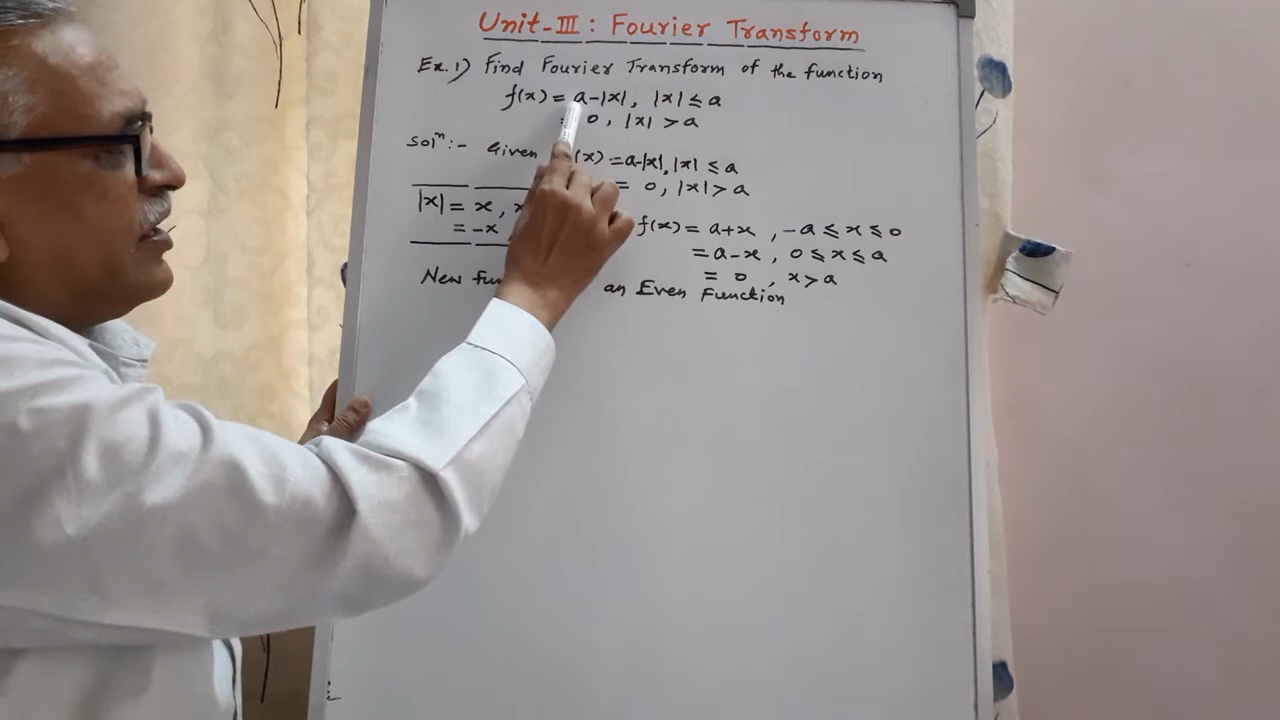 Unit-III : Fourier Transform
Ex. 1) Find Fourier Transform of the function
f(x) = a-|x|, |x| ≤ a
0, |x| > a
Solⁿ :- Given (x) = a-|x|, |x| ≤ a
= 0, |x| > a
|x| = x,
= -x
f(x) = a+x , -a ≤ x ≤ 0
= a-x , 0 ≤ x ≤ a
= 0 , x > a
New an Even Function